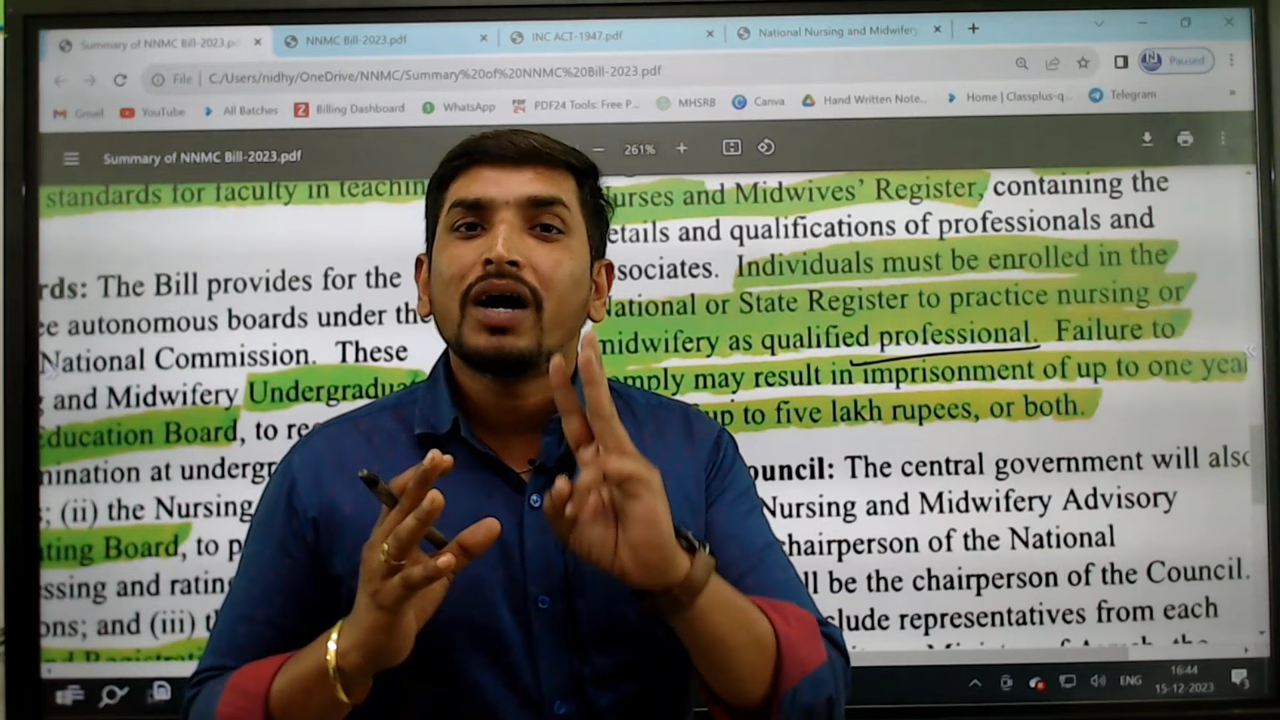 Summary of NNMC Bill-2023.p
NNMC Bill-2023.pdf
INC ACT-1947.pdf
National Nursing and Midwifer
File
C:/Users/nidhy/OneDrive/NNMC/Summary%20of%20NNMC%20Bill-2023.pdf
Paused
Gmail
YouTube
All Batches
Billing Dashboard
WhatsApp
PDF24 Tools: Free P...
MHSRB
Canva
Hand Written Note...
Home | Classplus-q...
Telegram
Summary of NNMC Bill-2023.pdf
261%
standards for faculty in teachin
rds: The Bill provides for the
e autonomous boards under th
National Commission. These
and Midwifery Undergradua
ducation Board, to re
nination at undergr
; (ii) the Nursing
ting Board, to p
ssing and ratin
ons; and (iii) t
nd Registrati
urses and Midwives' Register, containing the
etails and qualifications of professionals and
ssociates. Individuals must be enrolled in the
National or State Register to practice nursing or
midwifery as qualified professional. Failure to
mply may result in imprisonment of up to one year
up to five lakh rupees, or both.
ouncil: The central government will also
Nursing and Midwifery Advisory
hairperson of the National
ll be the chairperson of the Council.
clude representatives from each
ENG
16:44
15-12-2023